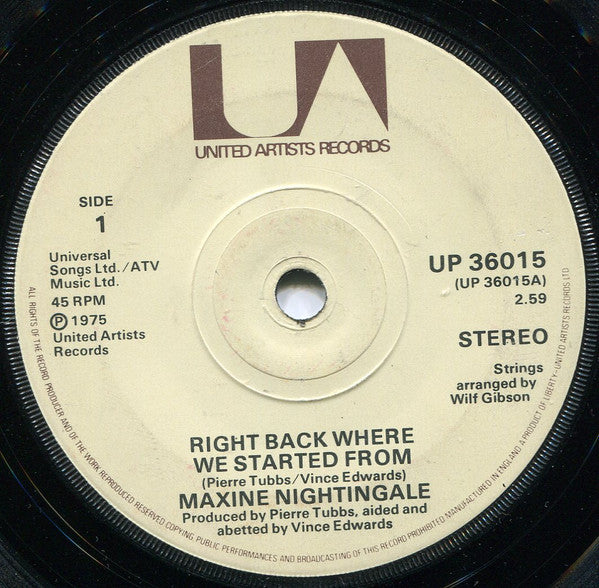 UA
UNITED ARTISTS RECORDS
SIDE
1
Universal
Songs Ltd./ATV
Music Ltd.
45 RPM
Ⓟ 1975
United Artists
Records
UP 36015
(UP 36015A)
2.59
STEREO
Strings
arranged by
Wilf Gibson
RIGHT BACK WHERE
WE STARTED FROM
(Pierre Tubbs/Vince Edwards)
MAXINE NIGHTINGALE
Produced by Pierre Tubbs, aided and
abetted by Vince Edwards
ALL RIGHTS OF THE RECORD PRODUCER AND OF THE WORK REPRODUCED RESERVED COPYING PUBLIC PERFORMANCES AND BROADCASTING OF THIS RECORD PROHIBITED MANUFACTURED IN ENGLAND A PRODUCT OF LIBERTY-UNITED ARTISTS RECORDS LTD